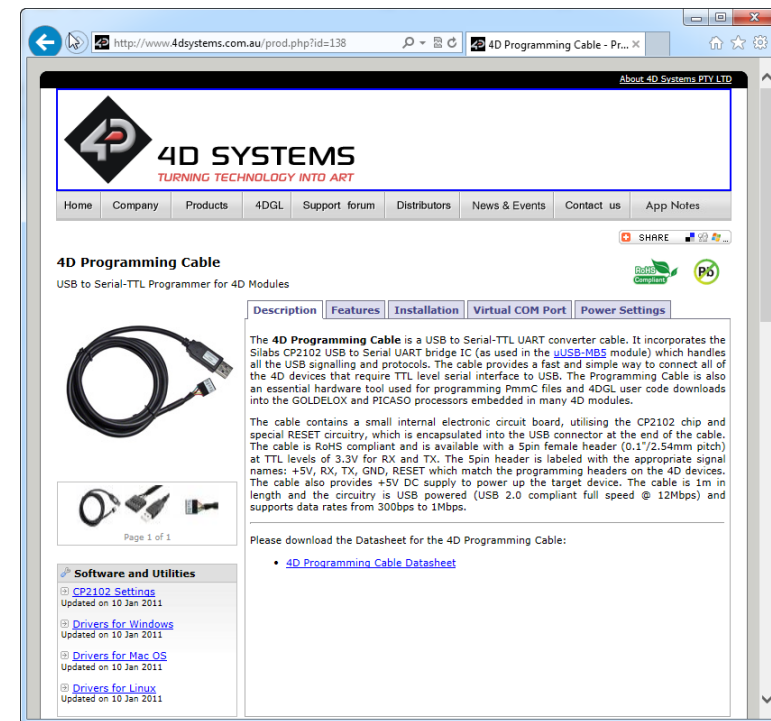 http://www.4dsystems.com.au/prod.php?id=138
4D Programming Cable - Pr...
About 4D Systems PTY LTD
4D SYSTEMS
TURNING TECHNOLOGY INTO ART
Home Company Products 4DGL Support forum Distributors News & Events Contact us App Notes
SHARE
4D Programming Cable
USB to Serial-TTL Programmer for 4D Modules
RoHS
Compliant
Pb
Description Features Installation Virtual COM Port Power Settings
The 4D Programming Cable is a USB to Serial-TTL UART converter cable. It incorporates the
Silabs CP2102 USB to Serial UART bridge IC (as used in the uUSB-MB5 module) which handles
all the USB signalling and protocols. The cable provides a fast and simple way to connect all of
the 4D devices that require TTL level serial interface to USB. The Programming Cable is also
an essential hardware tool used for programming PmmC files and 4DGL user code downloads
into the GOLDELOX and PICASO processors embedded in many 4D modules.
The cable contains a small internal electronic circuit board, utilising the CP2102 chip and
special RESET circuitry, which is encapsulated into the USB connector at the end of the cable.
The cable is RoHS compliant and is available with a 5pin female header (0.1"/2.54mm pitch)
at TTL levels of 3.3V for RX and TX. The 5pin header is labeled with the appropriate signal
names: +5V, RX, TX, GND, RESET which match the programming headers on the 4D devices.
The cable also provides +5V DC supply to power up the target device. The cable is 1m in
length and the circuitry is USB powered (USB 2.0 compliant full speed @ 12Mbps) and
supports data rates from 300bps to 1Mbps.
Please download the Datasheet for the 4D Programming Cable:
• 4D Programming Cable Datasheet
Page 1 of 1
Software and Utilities
CP2102 Settings
Updated on 10 Jan 2011
Drivers for Windows
Updated on 10 Jan 2011
Drivers for Mac OS
Updated on 10 Jan 2011
Drivers for Linux
Updated on 10 Jan 2011